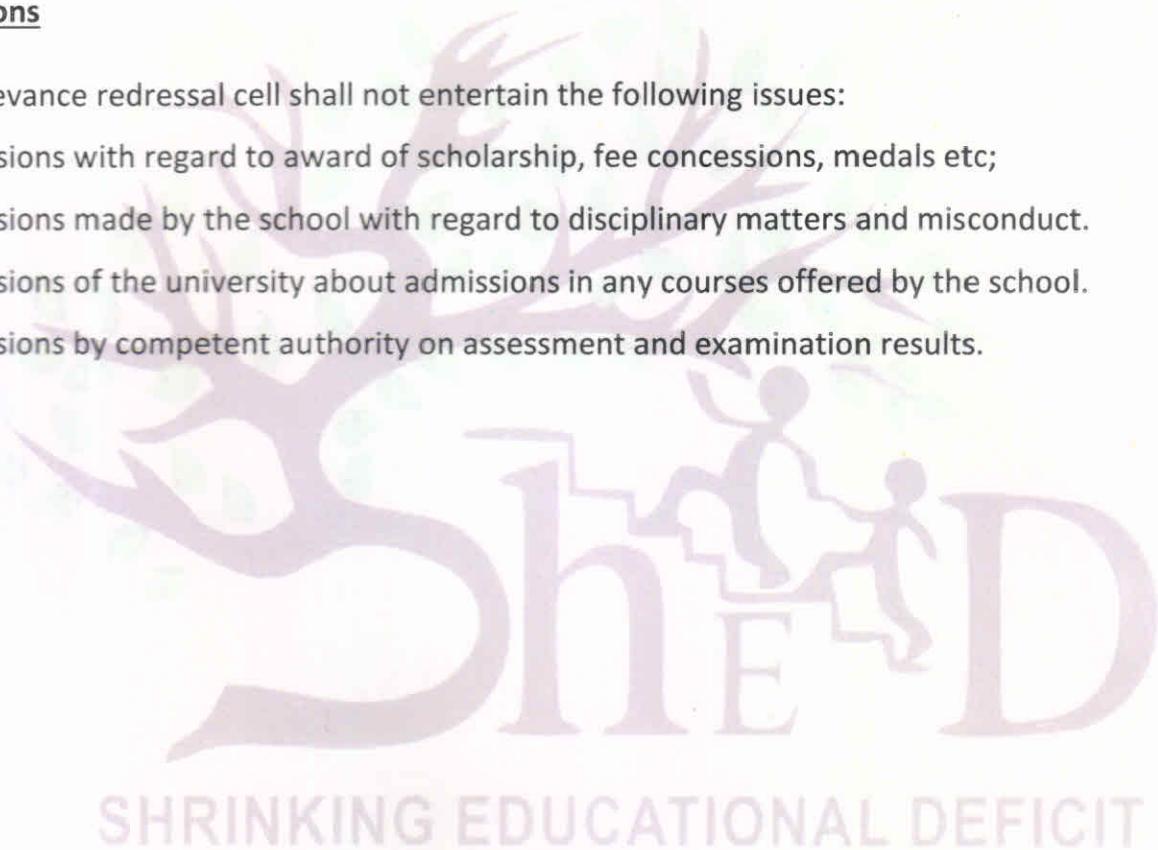 ons
evance redressal cell shall not entertain the following issues:
sions with regard to award of scholarship, fee concessions, medals etc;
sions made by the school with regard to disciplinary matters and misconduct.
sions of the university about admissions in any courses offered by the school.
sions by competent authority on assessment and examination results.
ShED
SHRINKING EDUCATIONAL DEFICIT